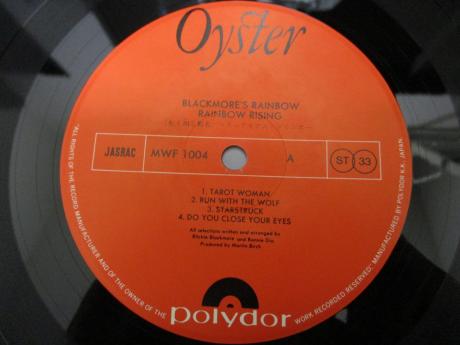 Oyster
BLACKMORE'S RAINBOW
RAINBOW RISING
JASRAC
MWF 1004
A
ST 33
1. TAROT WOMAN
2. RUN WITH THE WOLF
3. STARSTRUCK
4. DO YOU CLOSE YOUR EYES
All selections written and arranged by
Ritchie Blackmore and Ronnie Dio
Produced by Martin Birch
polydor
"ALL RIGHTS OF THE RECORD MANUFACTURER AND OF THE OWNER OF THE WORK RECORDED RESERVED." MANUFACTURED BY POLYDOR K.K. JAPAN